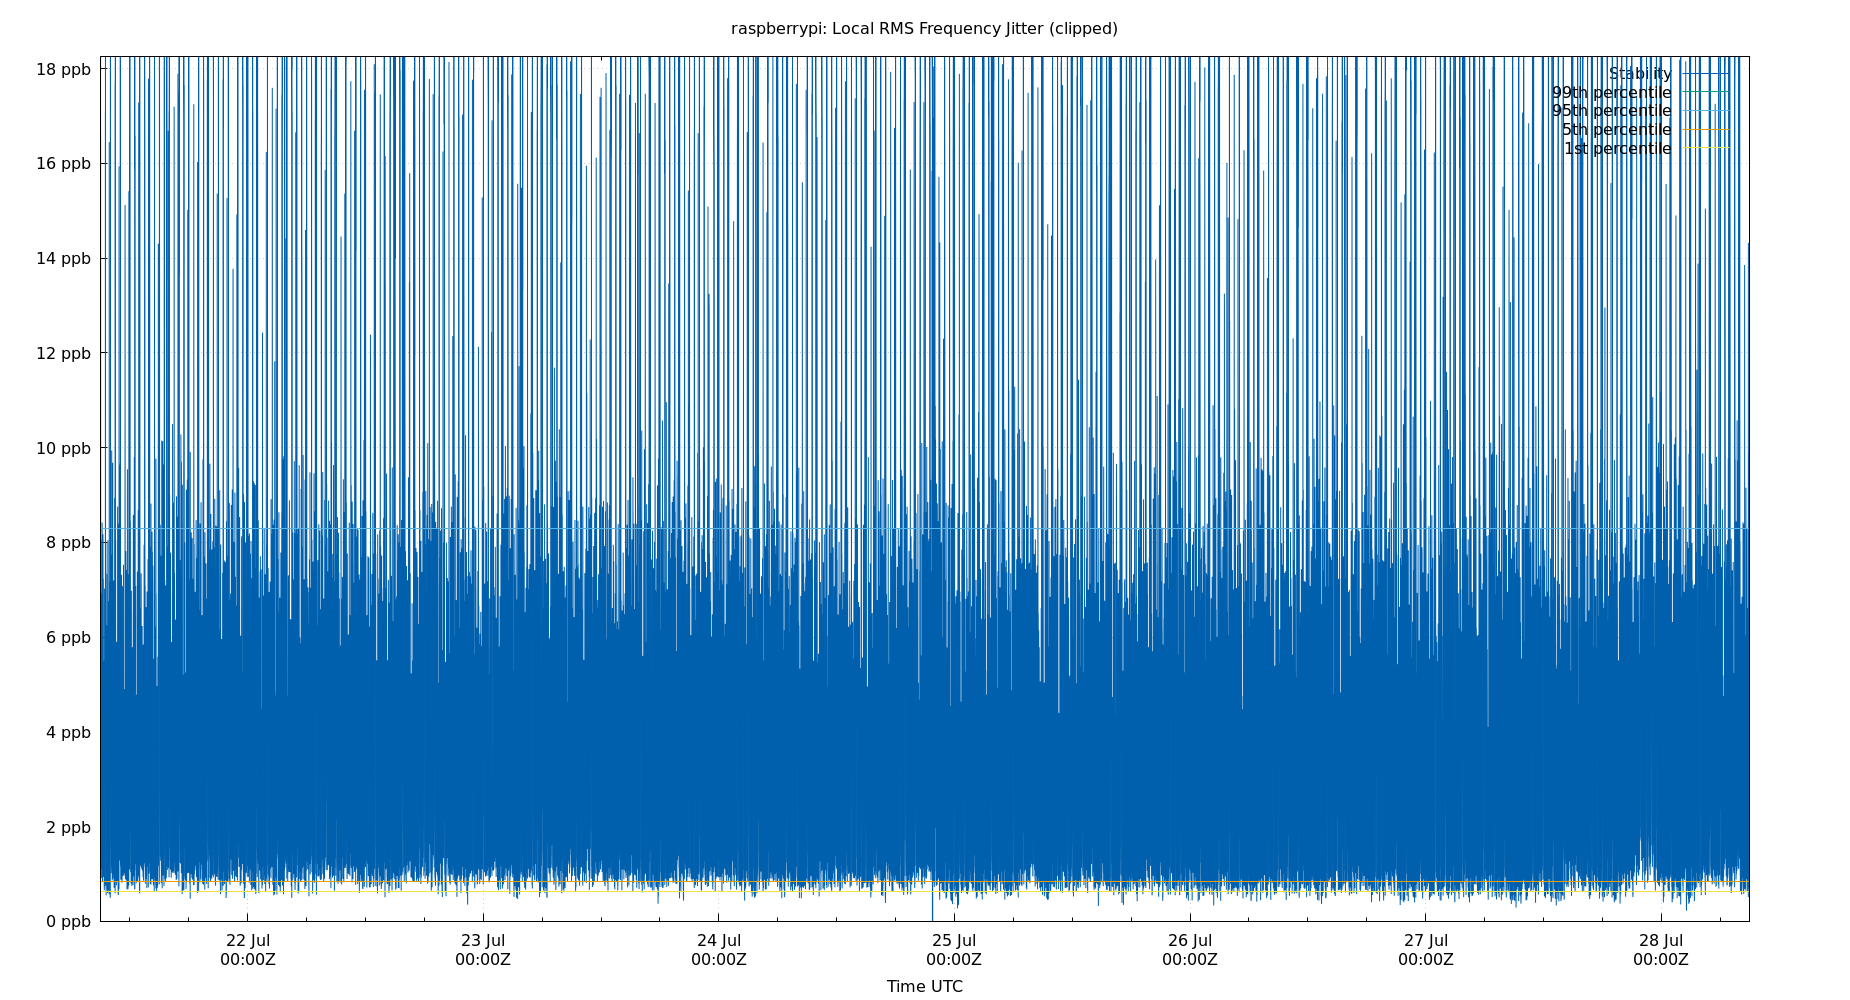 raspberrypi: Local RMS Frequency Jitter (clipped)
18 ppb
16 ppb
14 ppb
12 ppb
10 ppb
8 ppb
6 ppb
4 ppb
2 ppb
0 ppb
Stability
99th percentile
95th percentile
5th percentile
1st percentile
22 Jul 23 Jul 24 Jul 25 Jul 26 Jul 27 Jul 28 Jul
00:00Z 00:00Z 00:00Z 00:00Z 00:00Z 00:00Z 00:00Z
Time UTC